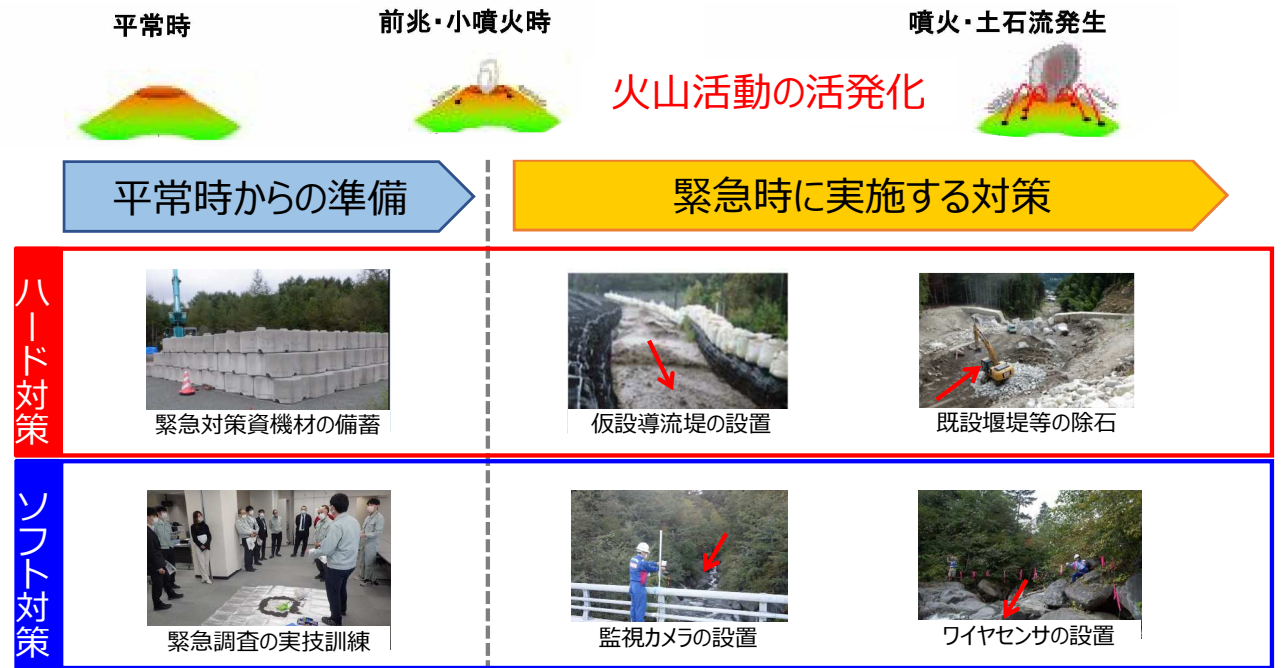 平常時
前兆・小噴火時
噴火・土石流発生
火山活動の活発化
平常時からの準備
緊急時に実施する対策
ハード対策
緊急対策資機材の備蓄
仮設導流堤の設置
既設堰堤等の除石
ソフト対策
緊急調査の実技訓練
監視カメラの設置
ワイヤセンサの設置